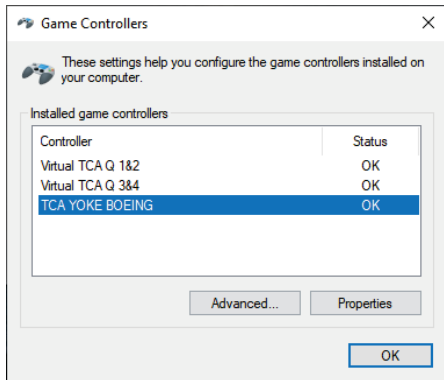 Game Controllers
These settings help you configure the game controllers installed on
your computer.
Installed game controllers
Controller Status
Virtual TCA Q 1&2 OK
Virtual TCA Q 3&4 OK
TCA YOKE BOEING OK
Advanced... Properties
OK